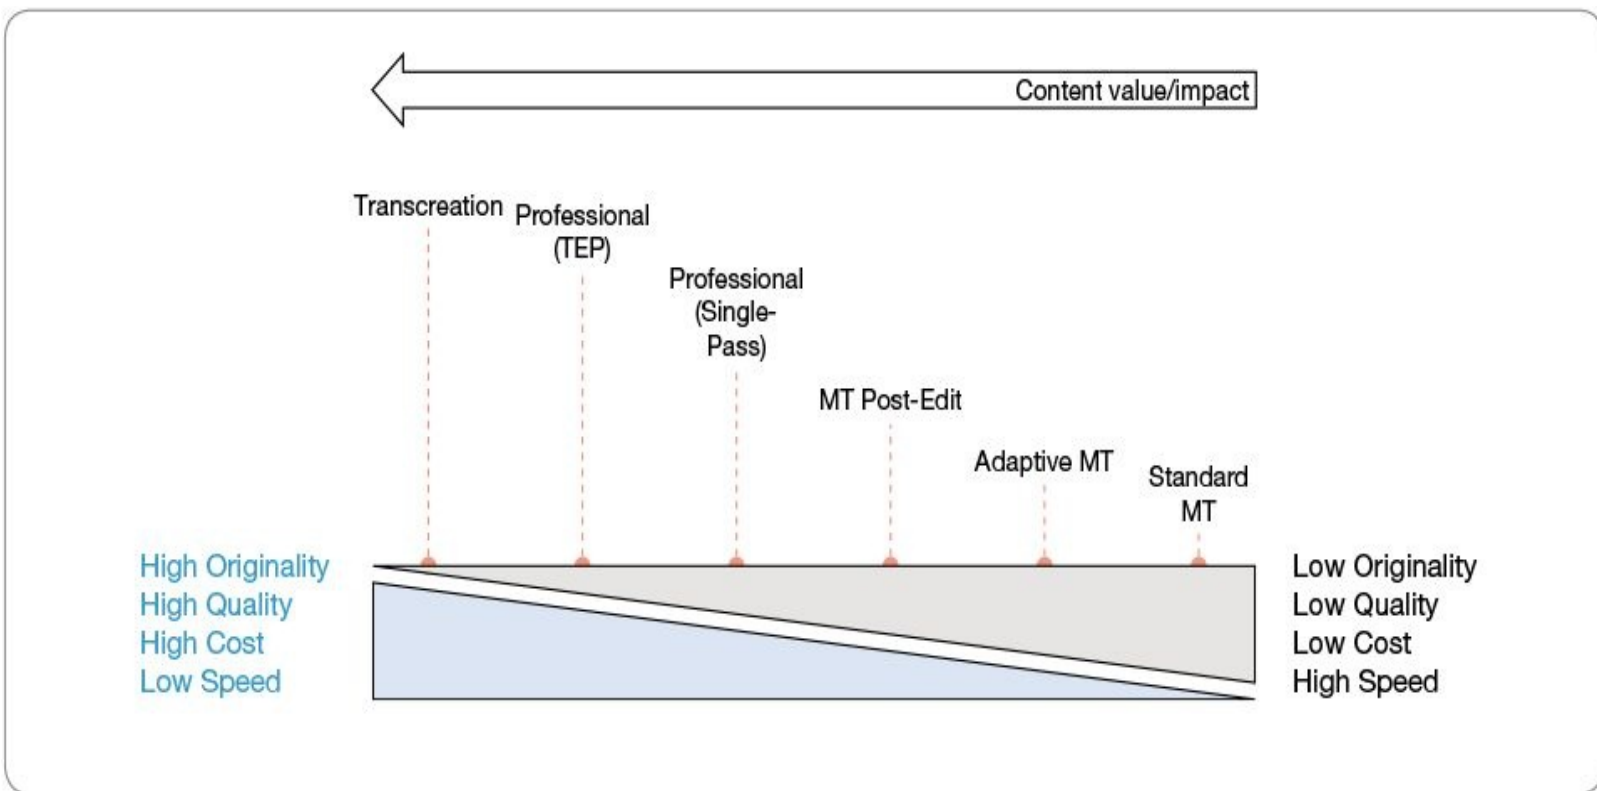 Content value/impact
Transcreation
Professional
(TEP)
Professional
(Single-
Pass)
MT Post-Edit
Adaptive MT
Standard
MT
High Originality
High Quality
High Cost
Low Speed
Low Originality
Low Quality
Low Cost
High Speed